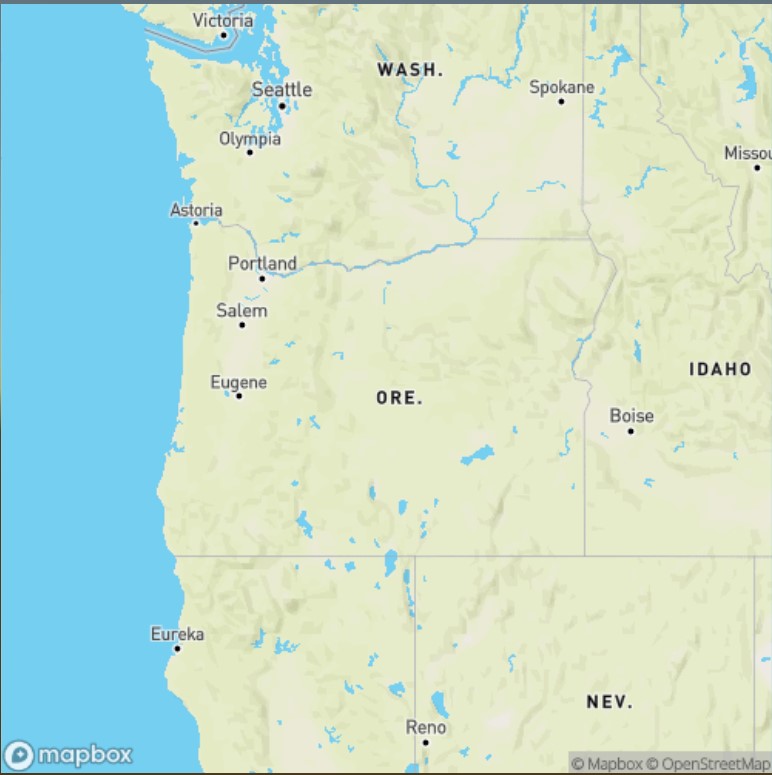 Victoria
WASH.
Seattle
Spokane
Olympia
Missou
Astoria
Portland
Salem
IDAHO
Eugene
ORE.
Boise
Eureka
NEV.
Reno
mapbox
© Mapbox © OpenStreetMap